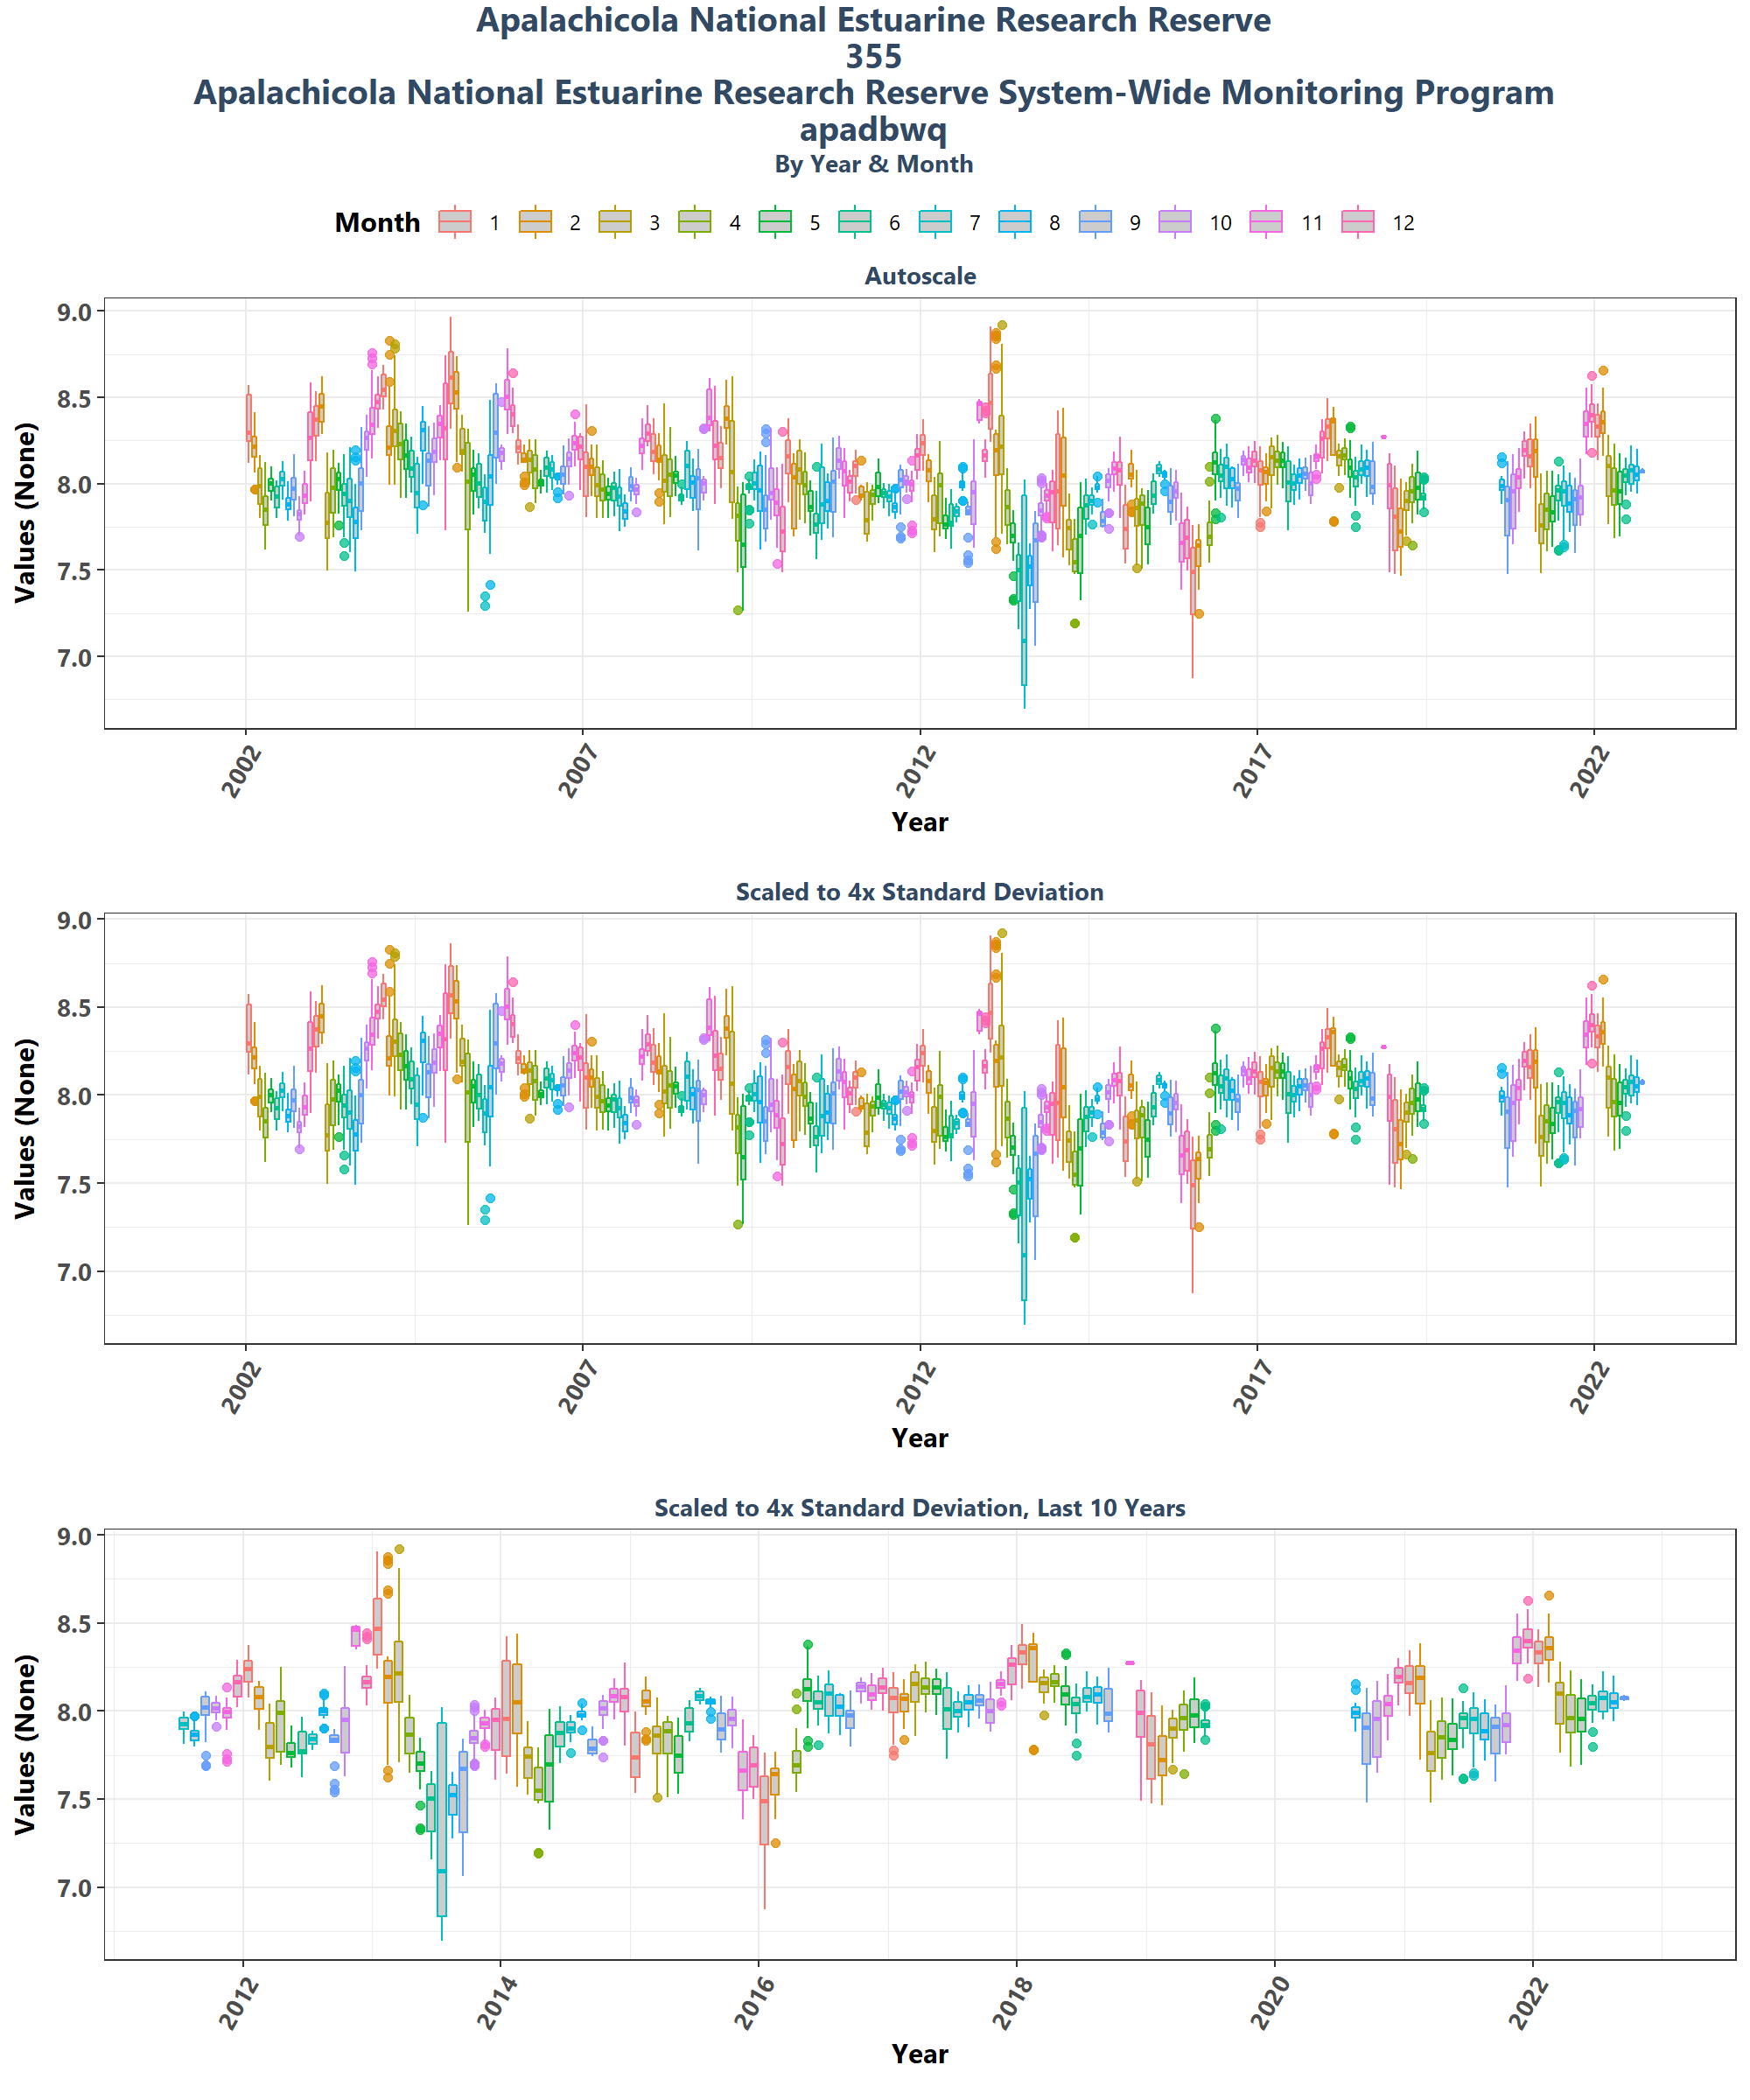 Apalachicola National Estuarine Research Reserve
355
Apalachicola National Estuarine Research Reserve System-Wide Monitoring Program
apadbwq
By Year & Month
Month 1 2 3 4 5 6 7 8 9 10 11 12
Autoscale
Values (None)
9.0
8.5
8.0
7.5
7.0
2002 2007 2012 2017 2022
Year
Scaled to 4x Standard Deviation
Values (None)
9.0
8.5
8.0
7.5
7.0
2002 2007 2012 2017 2022
Year
Scaled to 4x Standard Deviation, Last 10 Years
Values (None)
9.0
8.5
8.0
7.5
7.0
2012 2014 2016 2018 2020 2022
Year